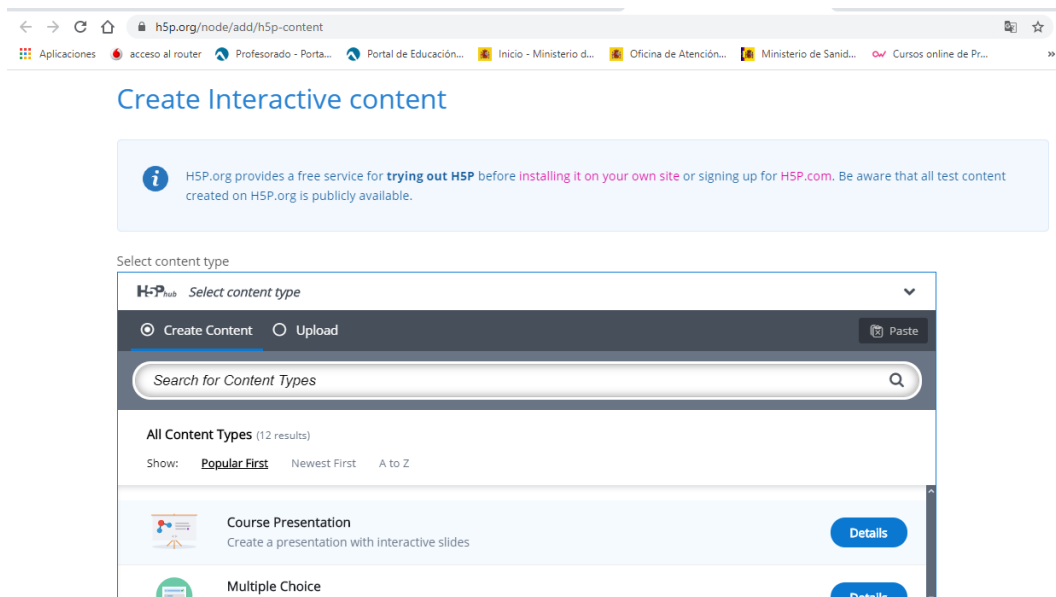 h5p.org/node/add/h5p-content
Aplicaciones acceso al router Profesorado - Porta... Portal de Educación... Inicio - Ministerio d... Oficina de Atención... Ministerio de Sanid... Cursos online de Pr... »
Create Interactive content
H5P.org provides a free service for trying out H5P before installing it on your own site or signing up for H5P.com. Be aware that all test content
created on H5P.org is publicly available.
Select content type
H5P hub Select content type
Create Content Upload Paste
Search for Content Types
All Content Types (12 results)
Show: Popular First Newest First A to Z
Course Presentation
Create a presentation with interactive slides
Details
Multiple Choice
Details